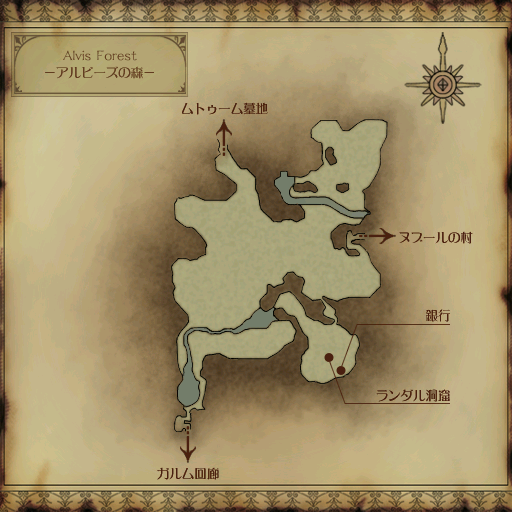 Alvis Forest
－アルビーズの森－
ムトゥーム墓地
ヌブールの村
銀行
ランダル洞窟
ガルム回廊